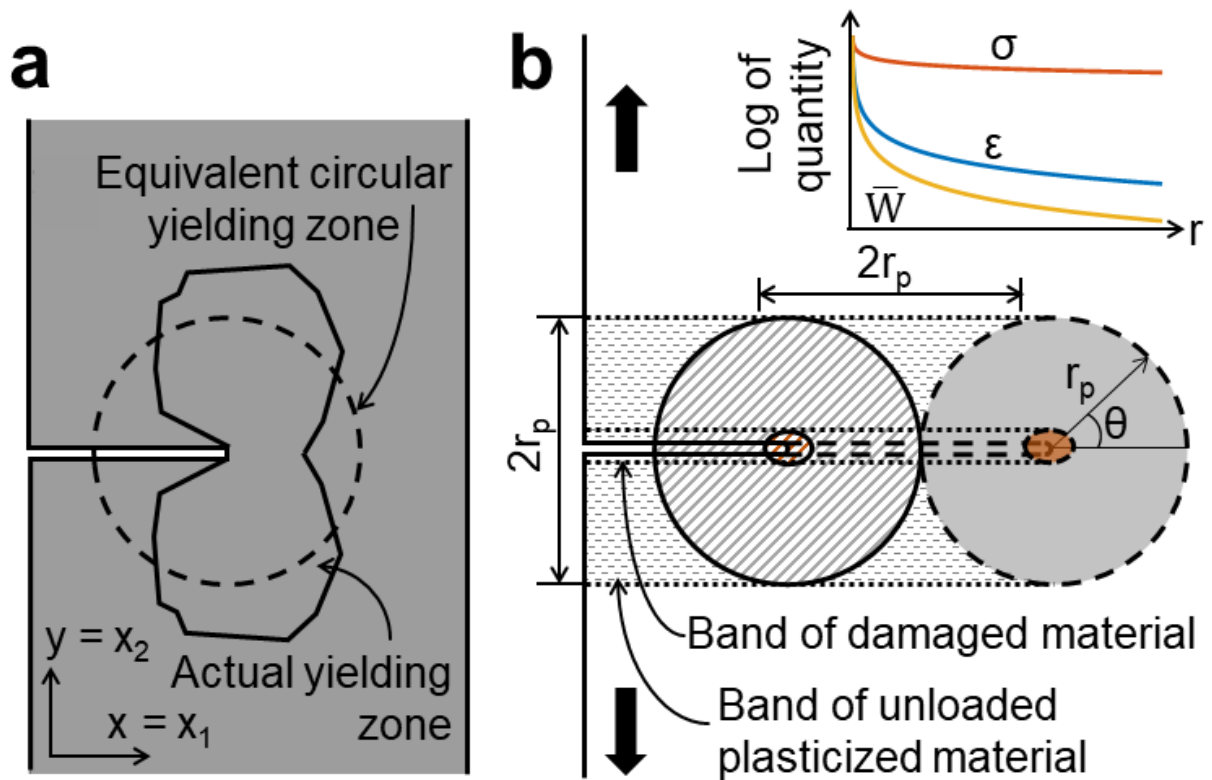 a
Equivalent circular
yielding zone
y = x₂
x = x₁
Actual yielding
zone
b
Log of
quantity
σ
ε
W̅
r
2rₚ
2rₚ
rₚ
θ
Band of damaged material
Band of unloaded
plasticized material